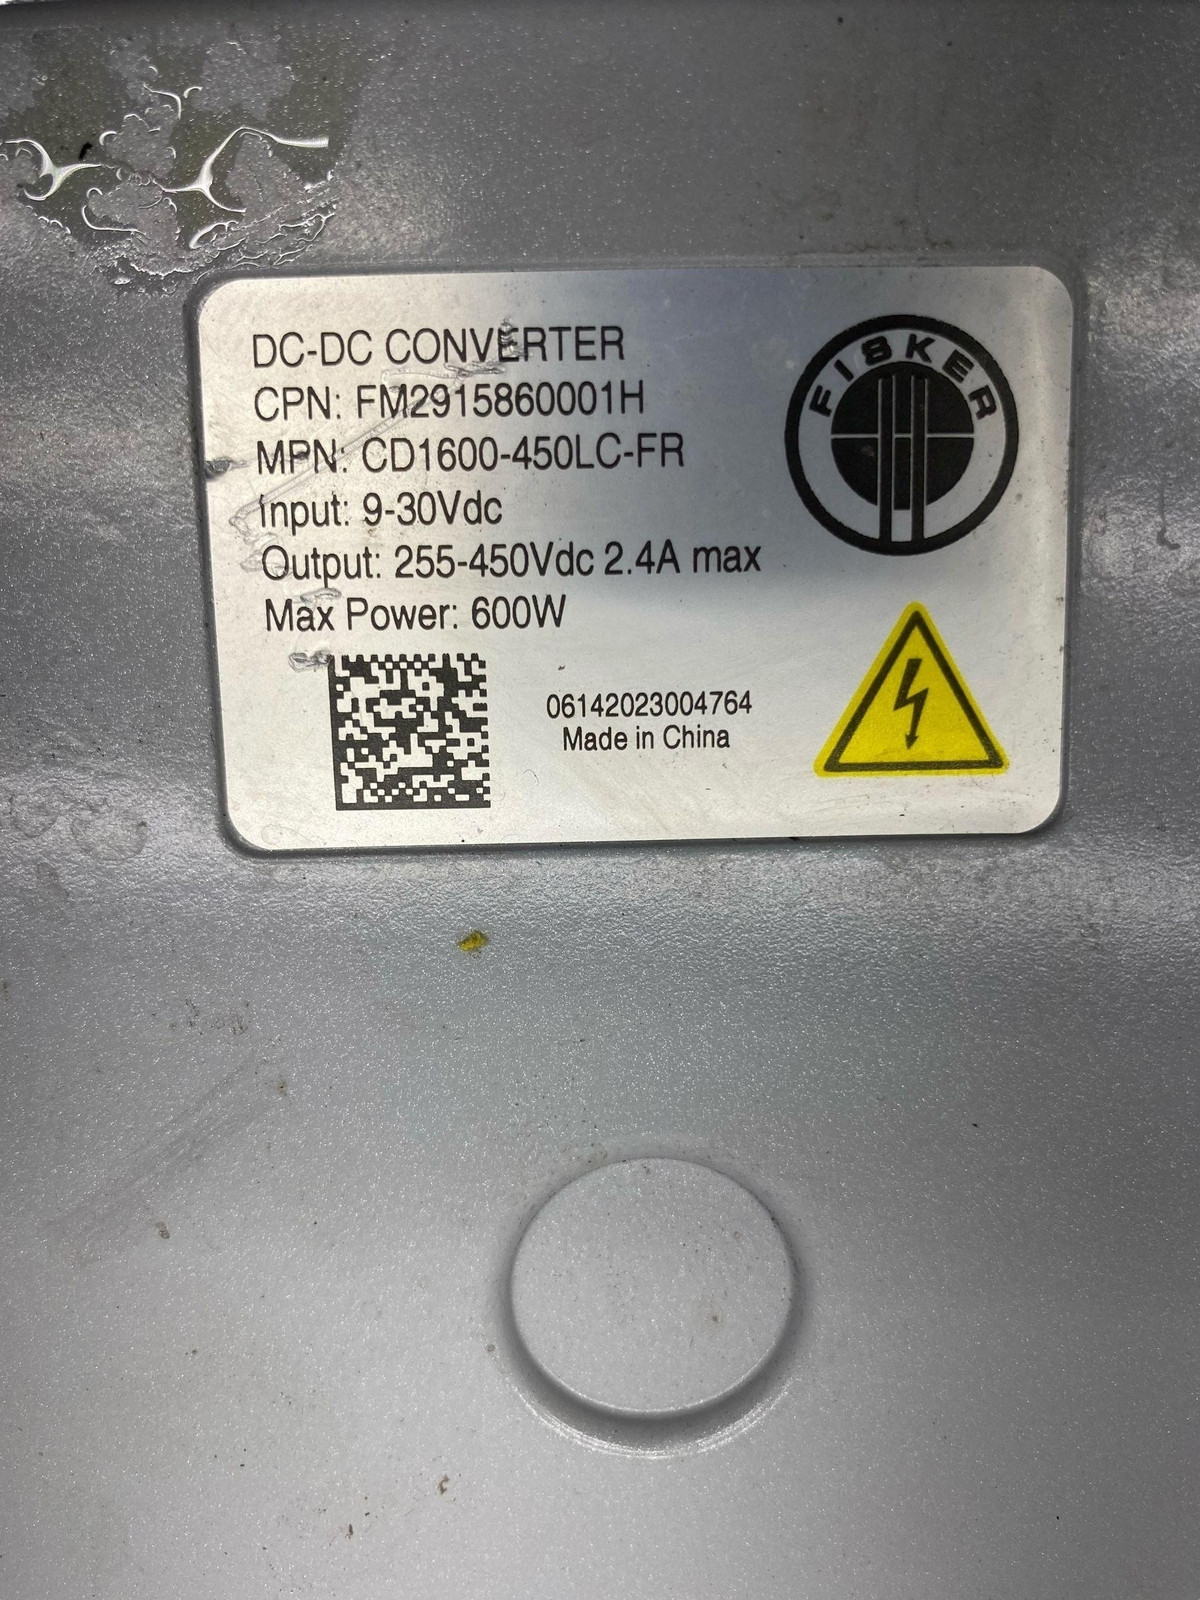 DC-DC CONVERTER
CPN: FM2915860001H
MPN: CD1600-450LC-FR
Input: 9-30Vdc
Output: 255-450Vdc 2.4A max
Max Power: 600W
FISKER
06142023004764
Made in China